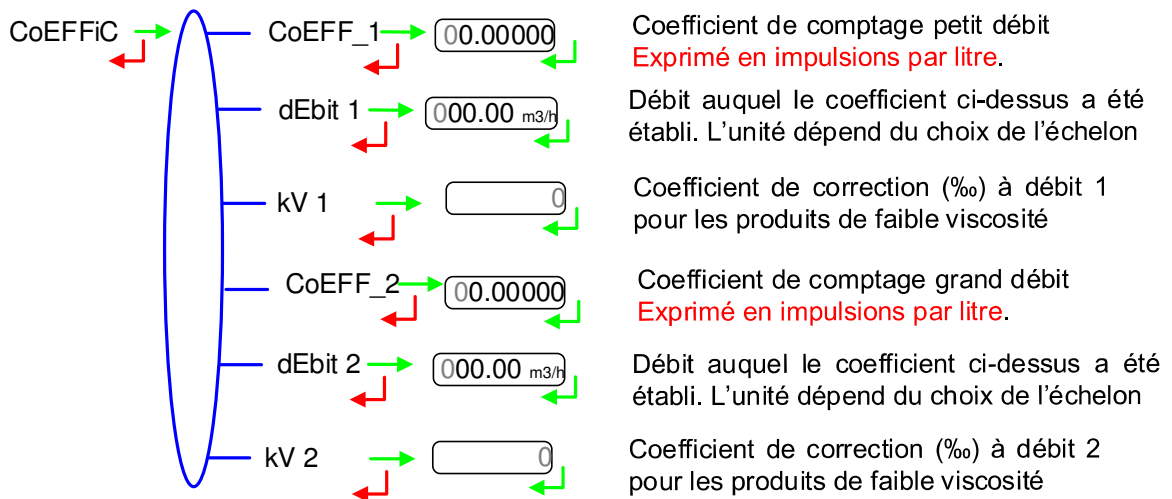 CoEFFiC
CoEFF_1 00.00000
Coefficient de comptage petit débit
Exprimé en impulsions par litre.
dEbit 1 000.00 m3/h
Débit auquel le coefficient ci-dessus a été
établi. L'unité dépend du choix de l'échelon
kV 1 0
Coefficient de correction (‰) à débit 1
pour les produits de faible viscosité
CoEFF_2 00.00000
Coefficient de comptage grand débit
Exprimé en impulsions par litre.
dEbit 2 000.00 m3/h
Débit auquel le coefficient ci-dessus a été
établi. L'unité dépend du choix de l'échelon
kV 2 0
Coefficient de correction (‰) à débit 2
pour les produits de faible viscosité